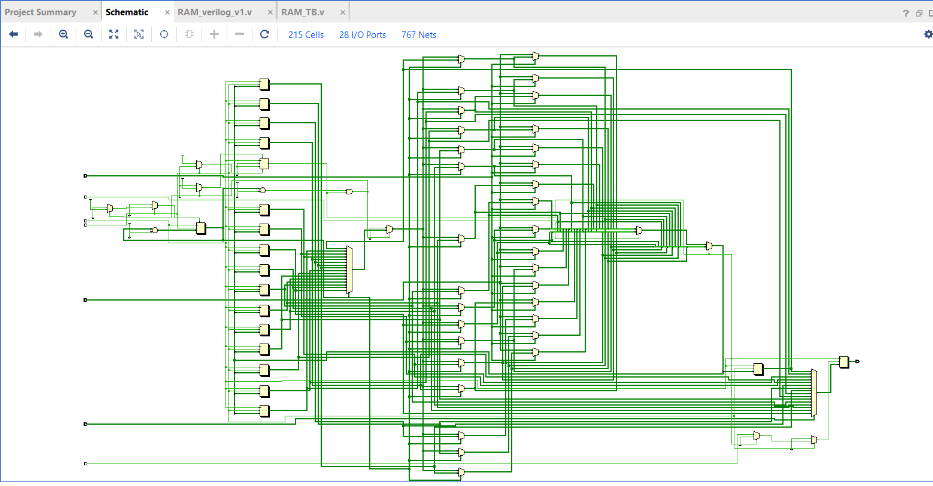 Project Summary × Schematic × RAM_verilog_v1.v × RAM_TB.v ×
215 Cells 28 I/O Ports 767 Nets